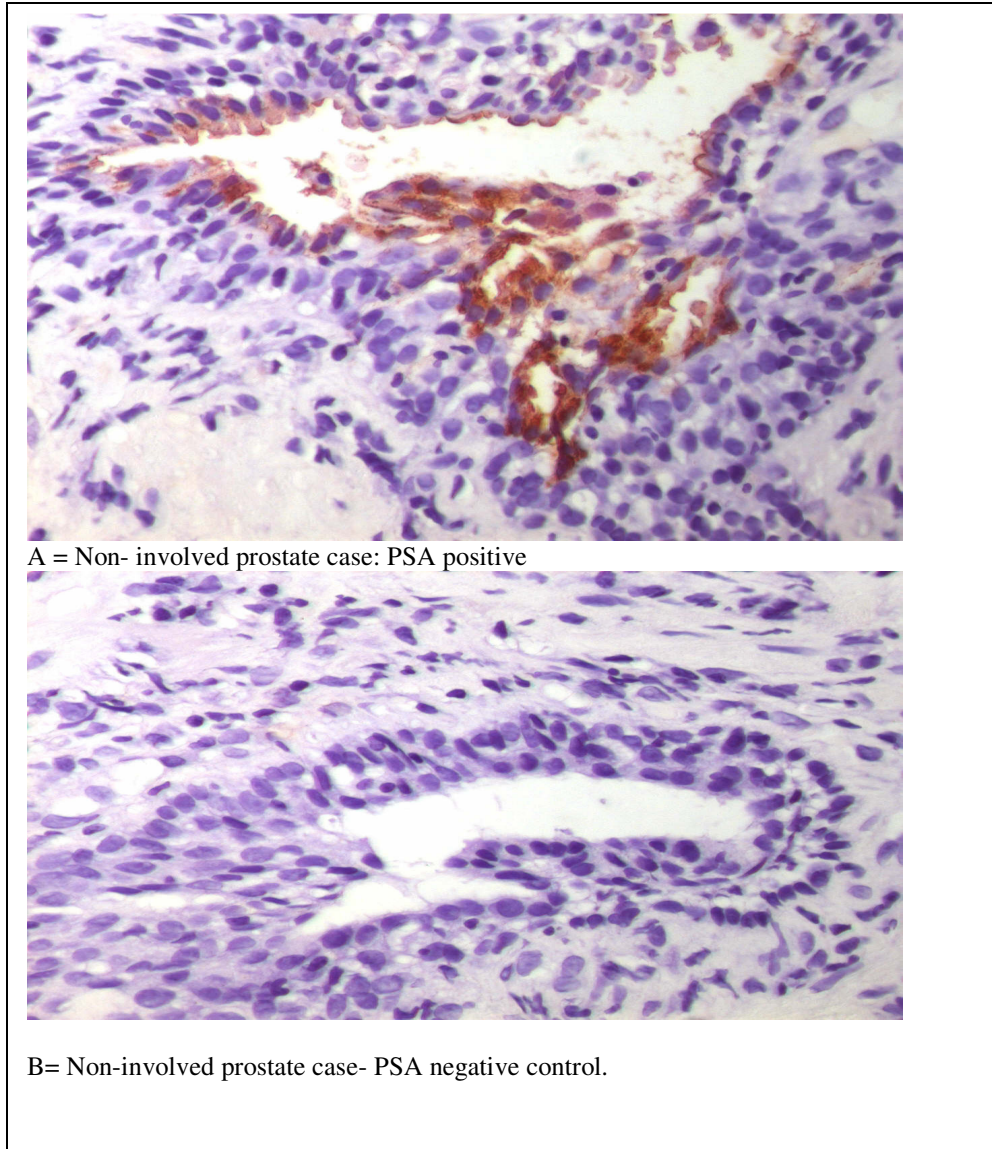 A = Non- involved prostate case: PSA positive
B= Non-involved prostate case- PSA negative control.